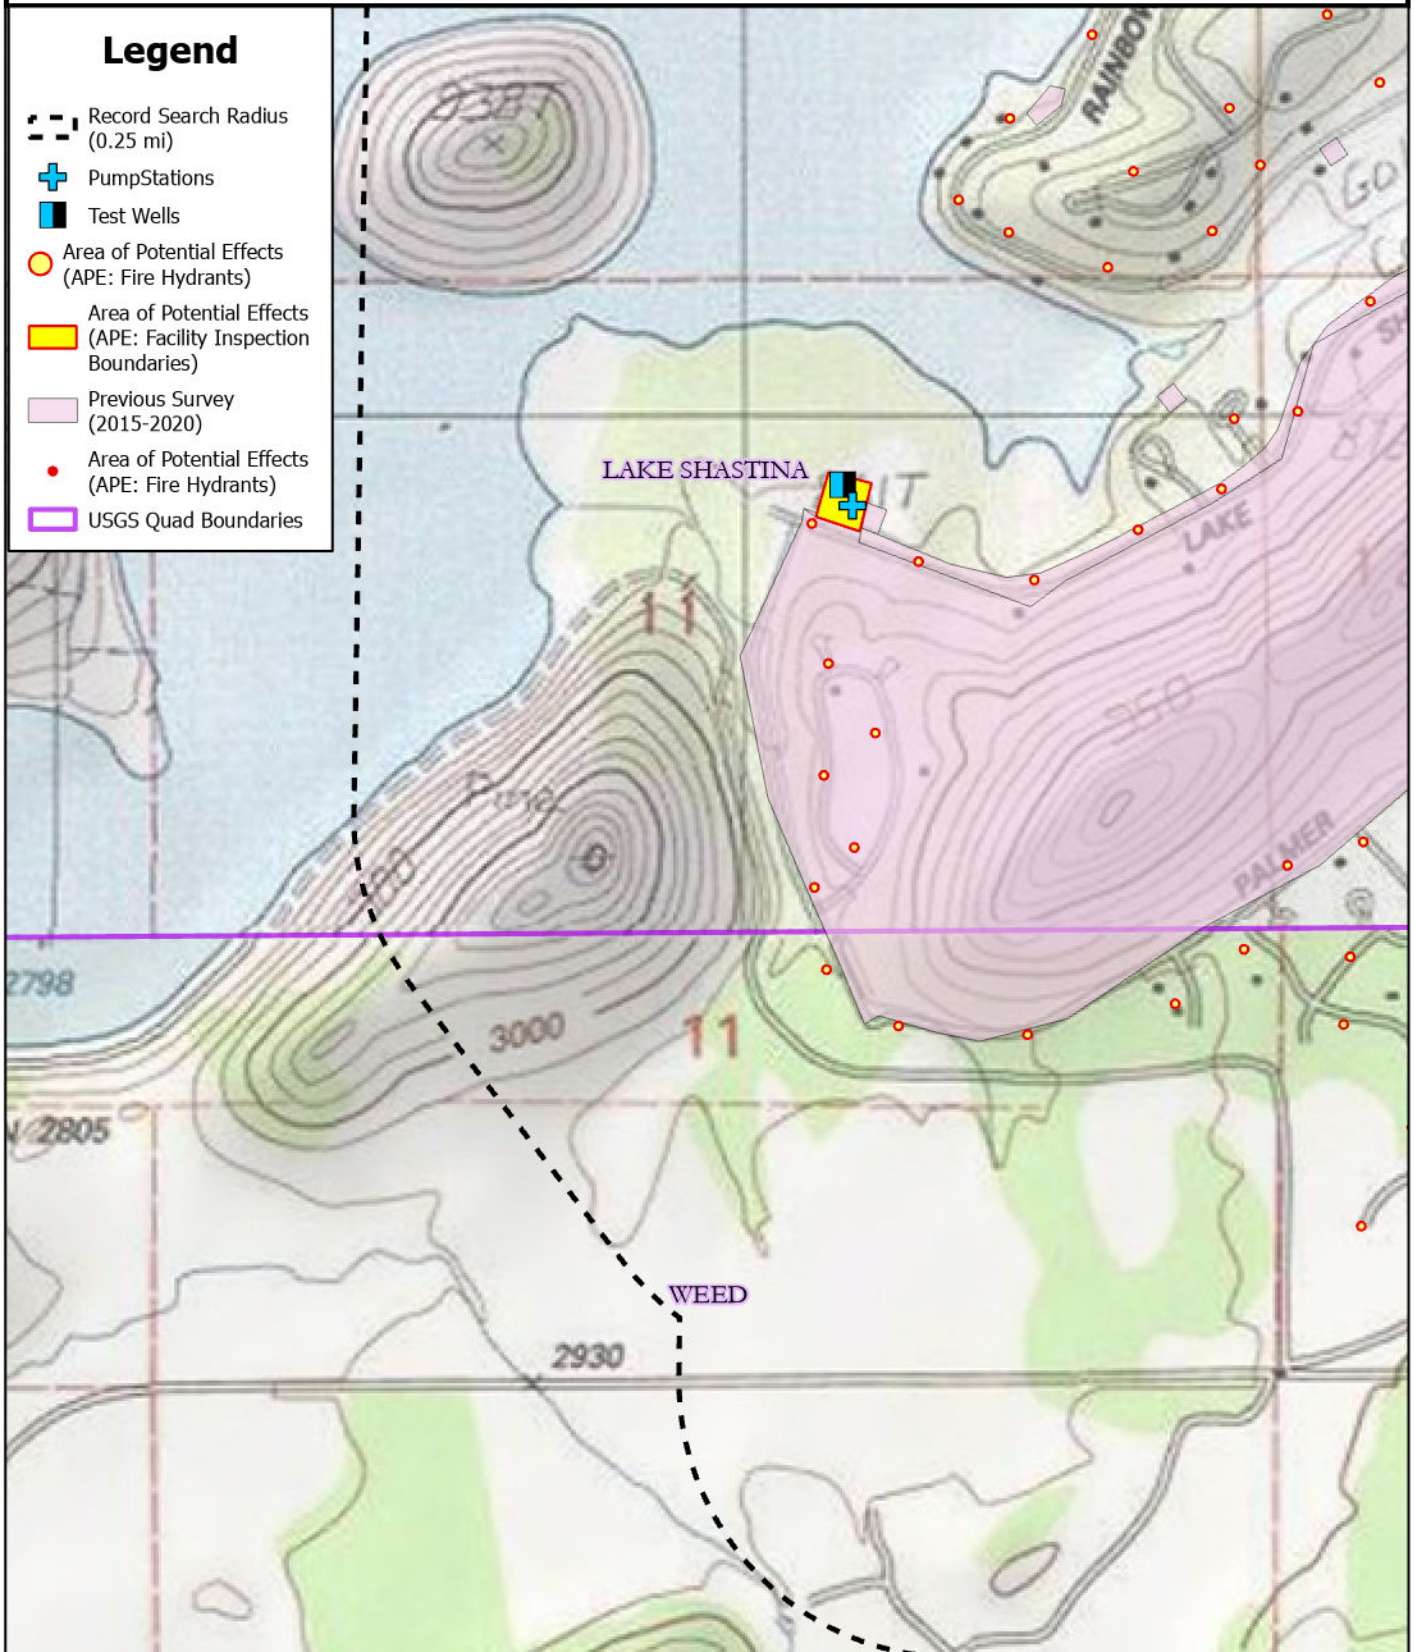 Legend
Record Search Radius
(0.25 mi)
PumpStations
Test Wells
Area of Potential Effects
(APE: Fire Hydrants)
Area of Potential Effects
(APE: Facility Inspection
Boundaries)
Previous Survey
(2015-2020)
Area of Potential Effects
(APE: Fire Hydrants)
USGS Quad Boundaries
RAINBOW
LAKE SHASTINA
LAKE
11
PALMER
2798
3000
11
2805
WEED
2930